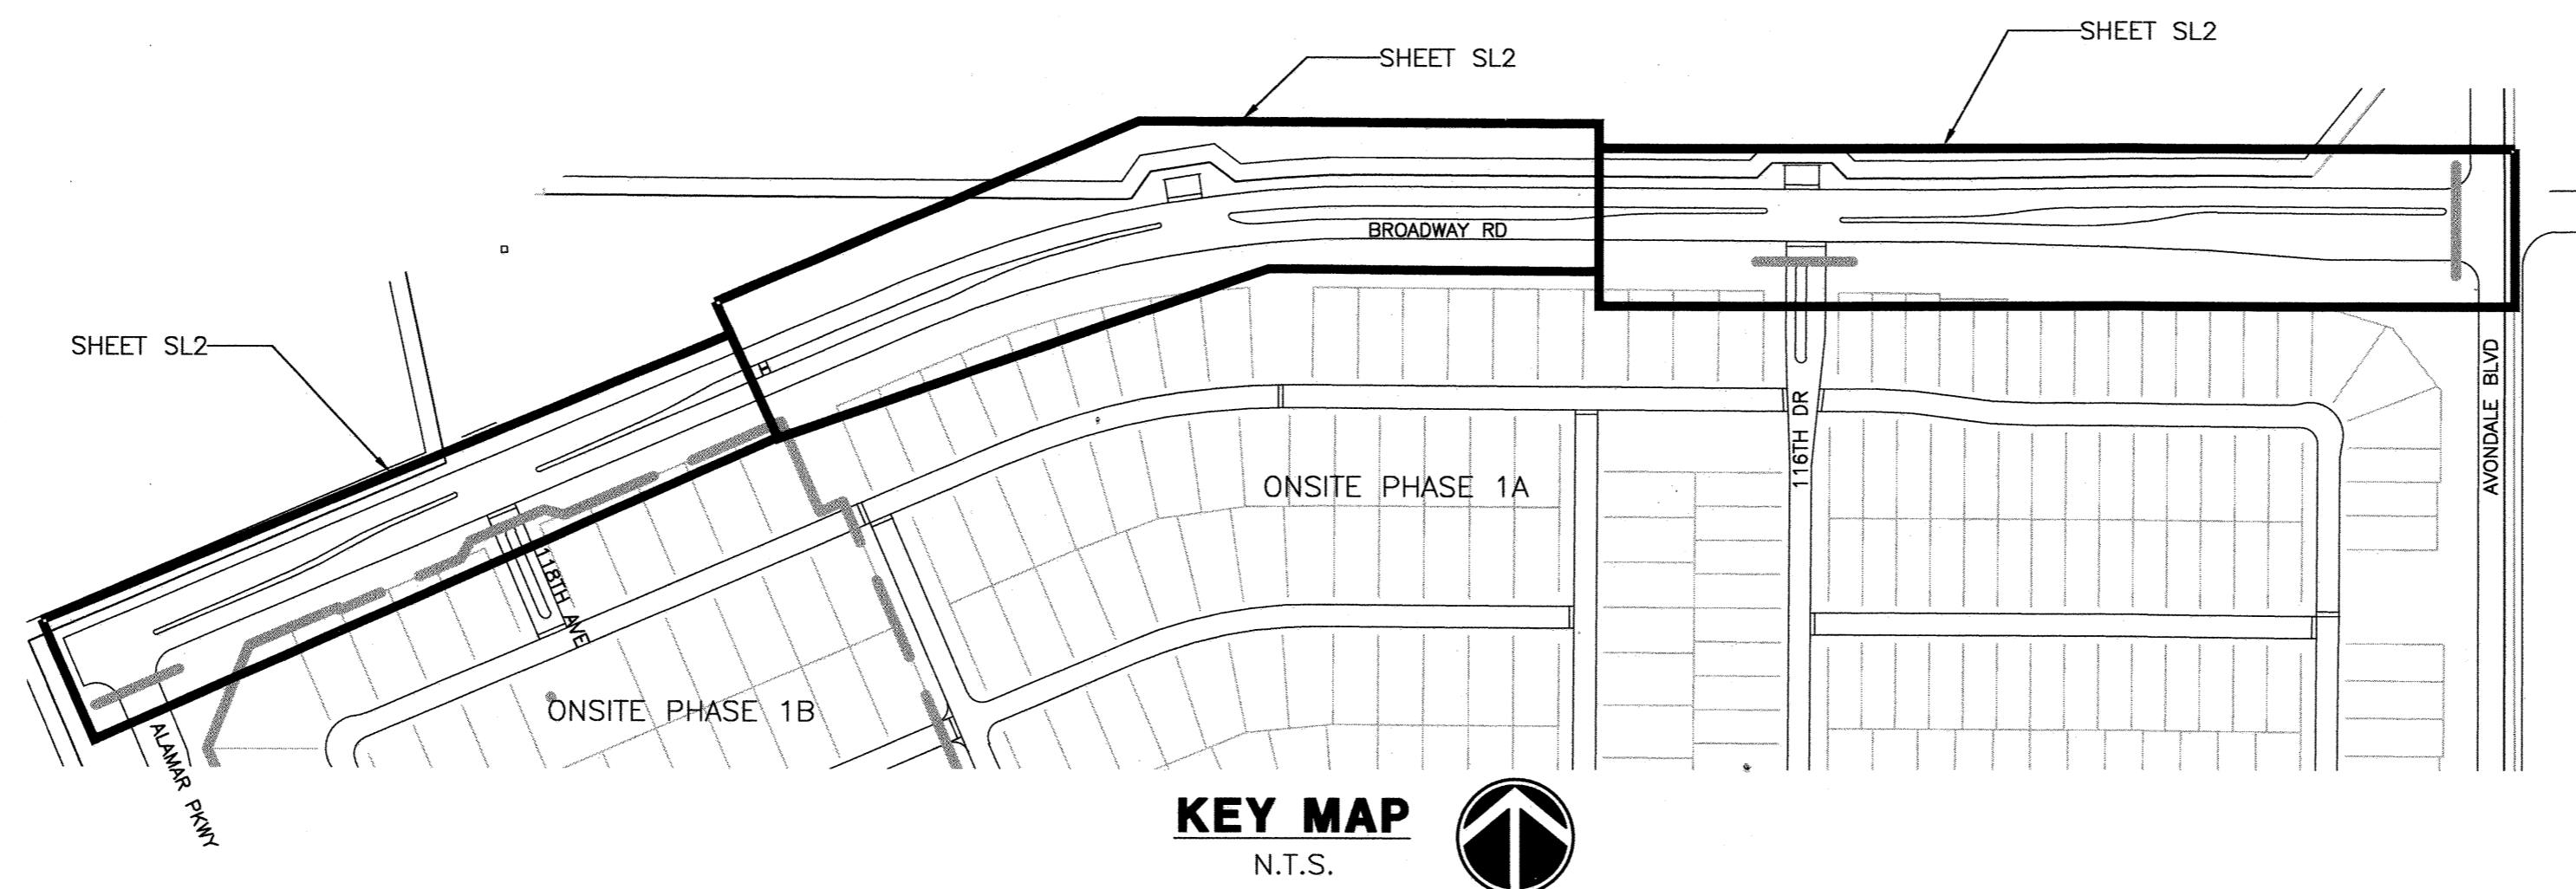 SHEET SL2
SHEET SL2
SHEET SL2
BROADWAY RD
AVONDALE BLVD
116TH DR
ONSITE PHASE 1A
118TH AVE
ONSITE PHASE 1B
ALAMAR PKWY
KEY MAP
N.T.S.